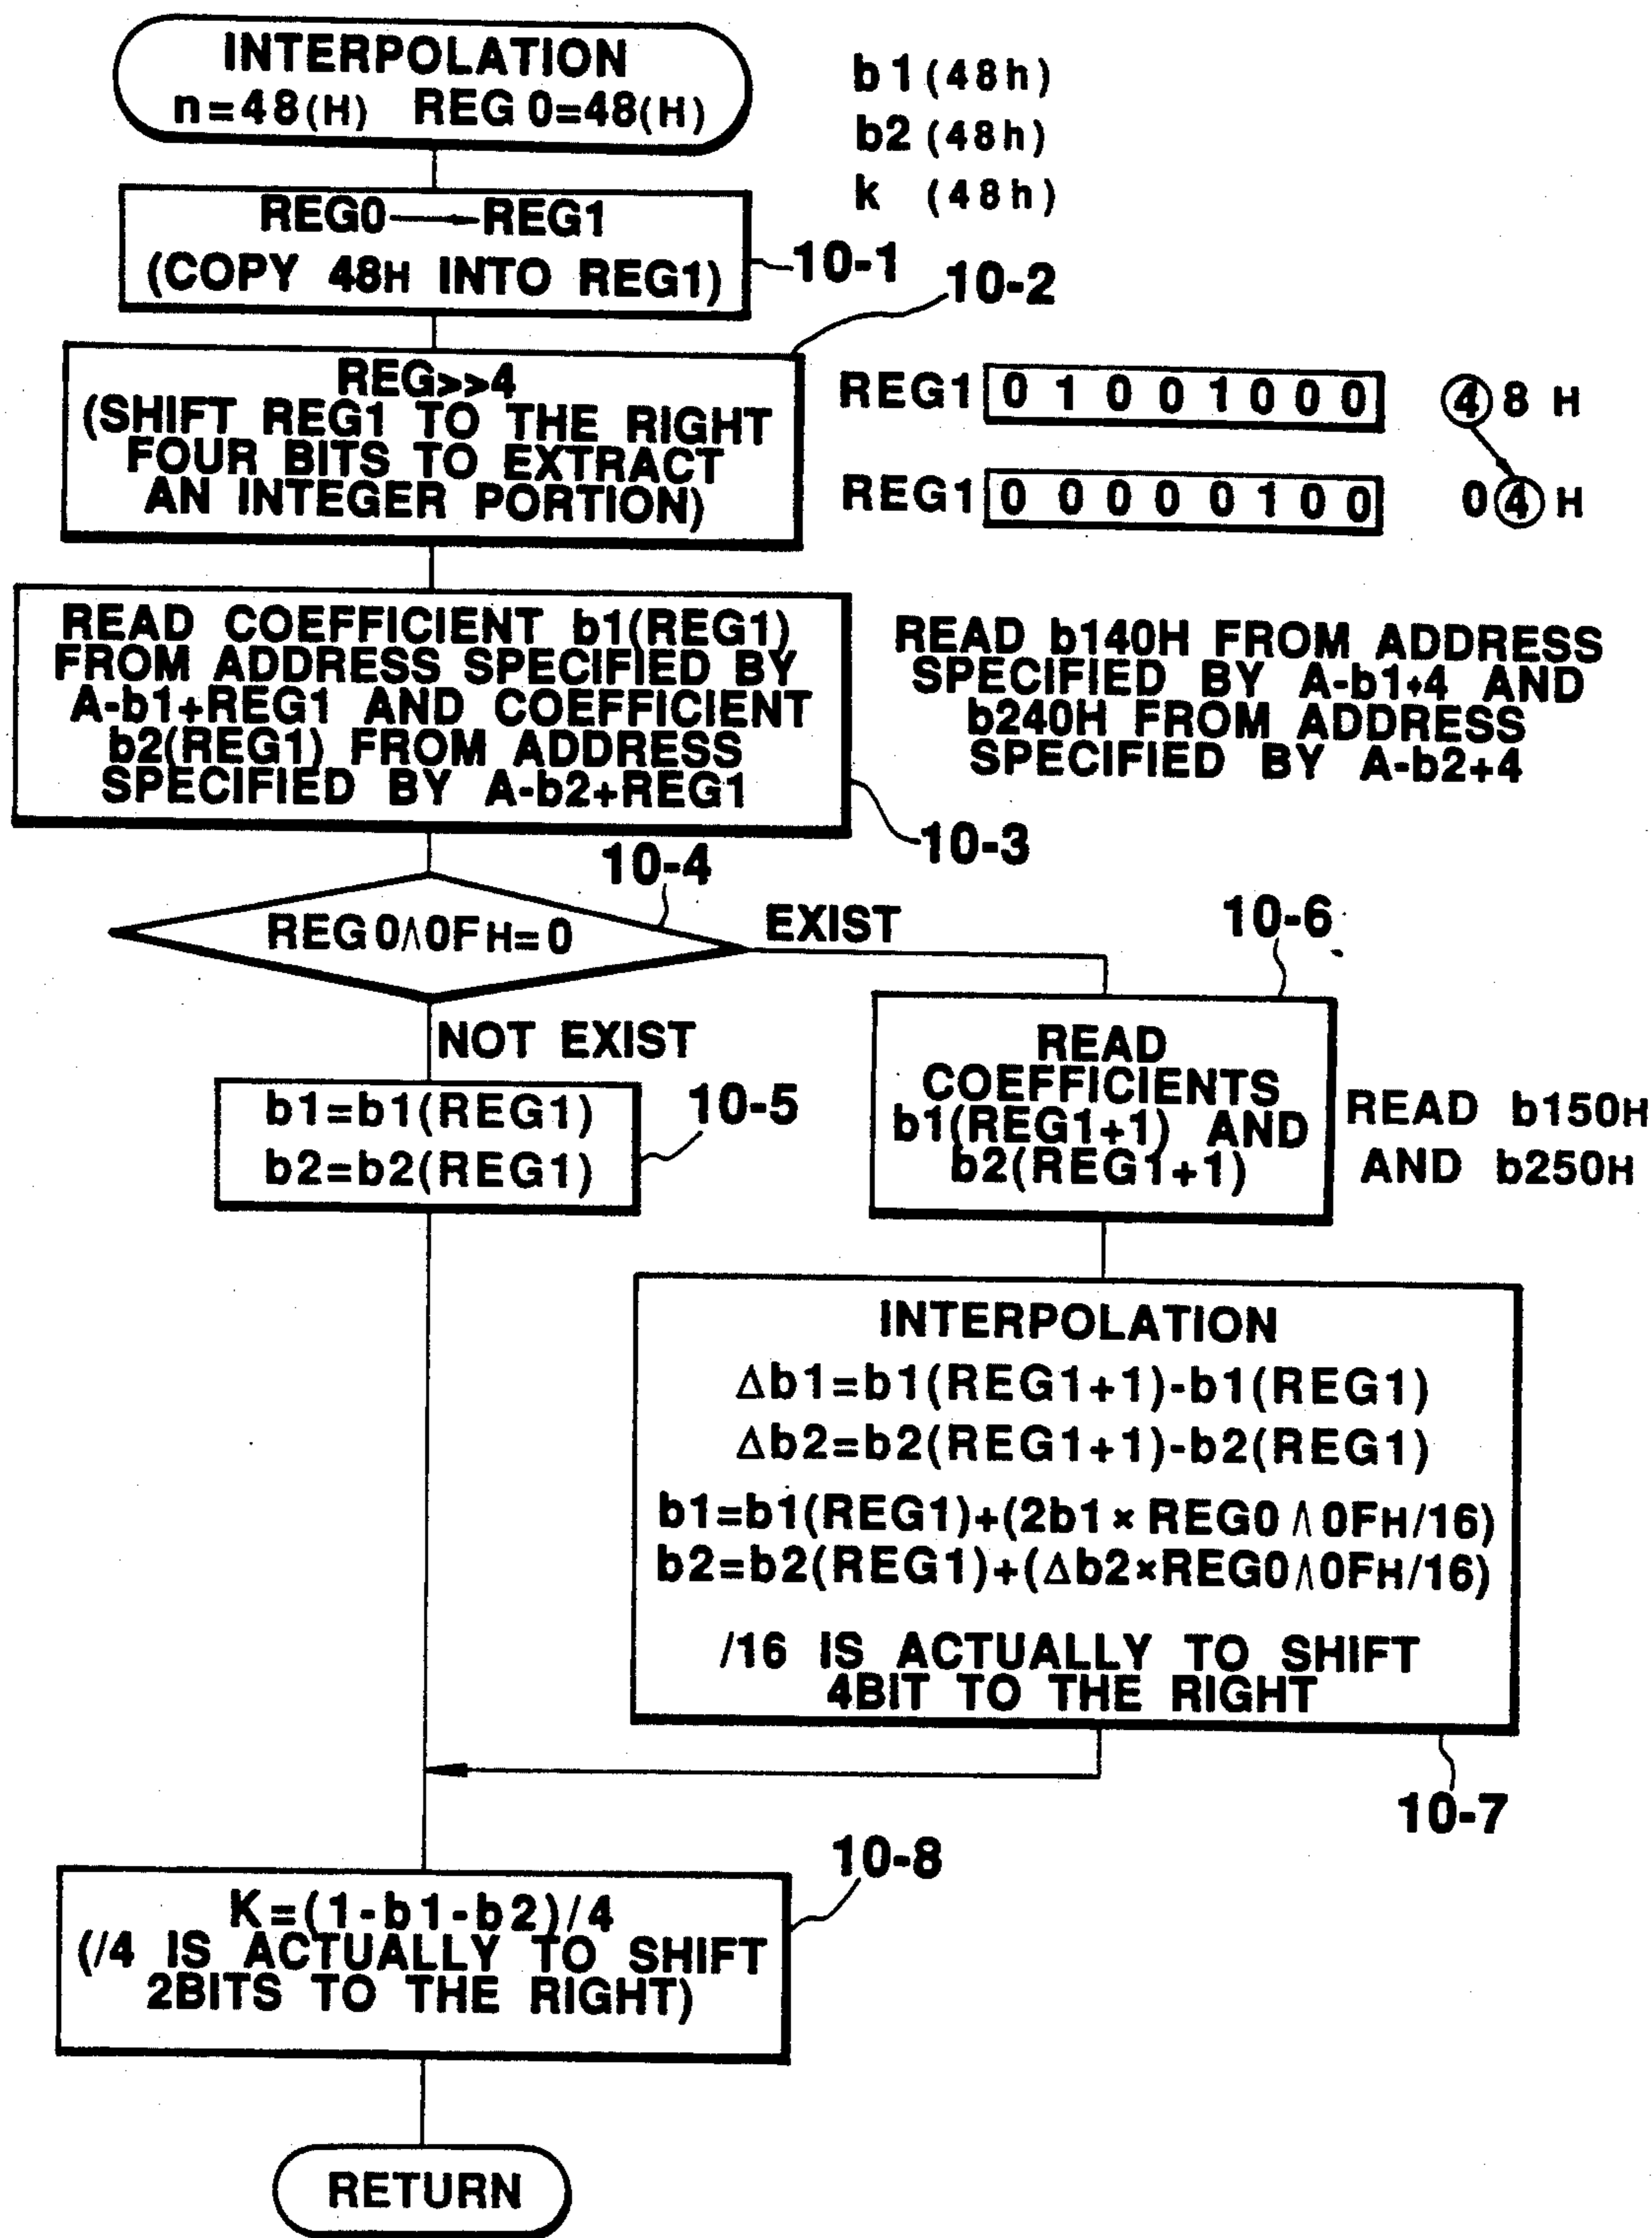 INTERPOLATION
n=48(H) REG 0=48(H)
b1(48h)
b2(48h)
k (48h)
REG0→REG1
(COPY 48H INTO REG1)
10-1
10-2
REG>>4
(SHIFT REG1 TO THE RIGHT
FOUR BITS TO EXTRACT
AN INTEGER PORTION)
REG1 0 1 0 0 1 0 0 0 4 8 H
REG1 0 0 0 0 0 1 0 0 0 4 H
READ COEFFICIENT b1(REG1)
FROM ADDRESS SPECIFIED BY
A-b1+REG1 AND COEFFICIENT
b2(REG1) FROM ADDRESS
SPECIFIED BY A-b2+REG1
READ b140H FROM ADDRESS
SPECIFIED BY A-b1+4 AND
b240H FROM ADDRESS
SPECIFIED BY A-b2+4
10-3
10-4
REG0∧0FH=0
EXIST
10-6
NOT EXIST
b1=b1(REG1)
b2=b2(REG1)
10-5
READ
COEFFICIENTS
b1(REG1+1) AND
b2(REG1+1)
READ b150H
AND b250H
INTERPOLATION
Δb1=b1(REG1+1)-b1(REG1)
Δb2=b2(REG1+1)-b2(REG1)
b1=b1(REG1)+(2b1×REG0∧0FH/16)
b2=b2(REG1)+(Δb2×REG0∧0FH/16)
/16 IS ACTUALLY TO SHIFT
4BIT TO THE RIGHT
10-7
10-8
K=(1-b1-b2)/4
(/4 IS ACTUALLY TO SHIFT
2BITS TO THE RIGHT)
RETURN